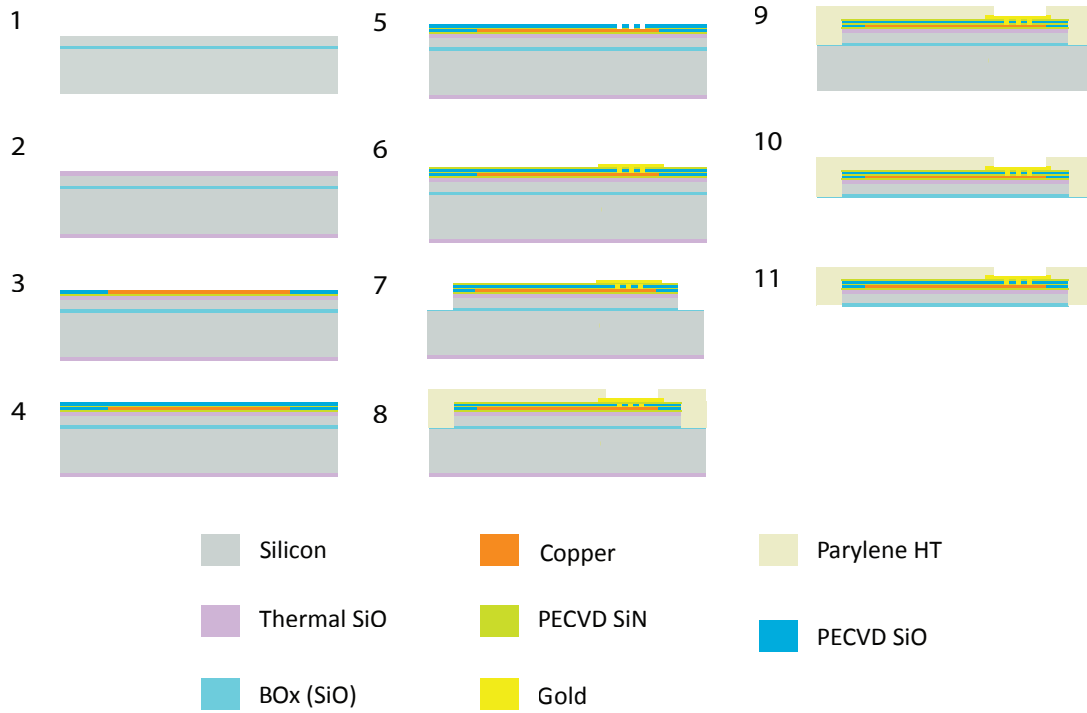 1
2
3
4
5
6
7
8
9
10
11
Silicon
Copper
Parylene HT
Thermal SiO
PECVD SiN
PECVD SiO
BOx (SiO)
Gold